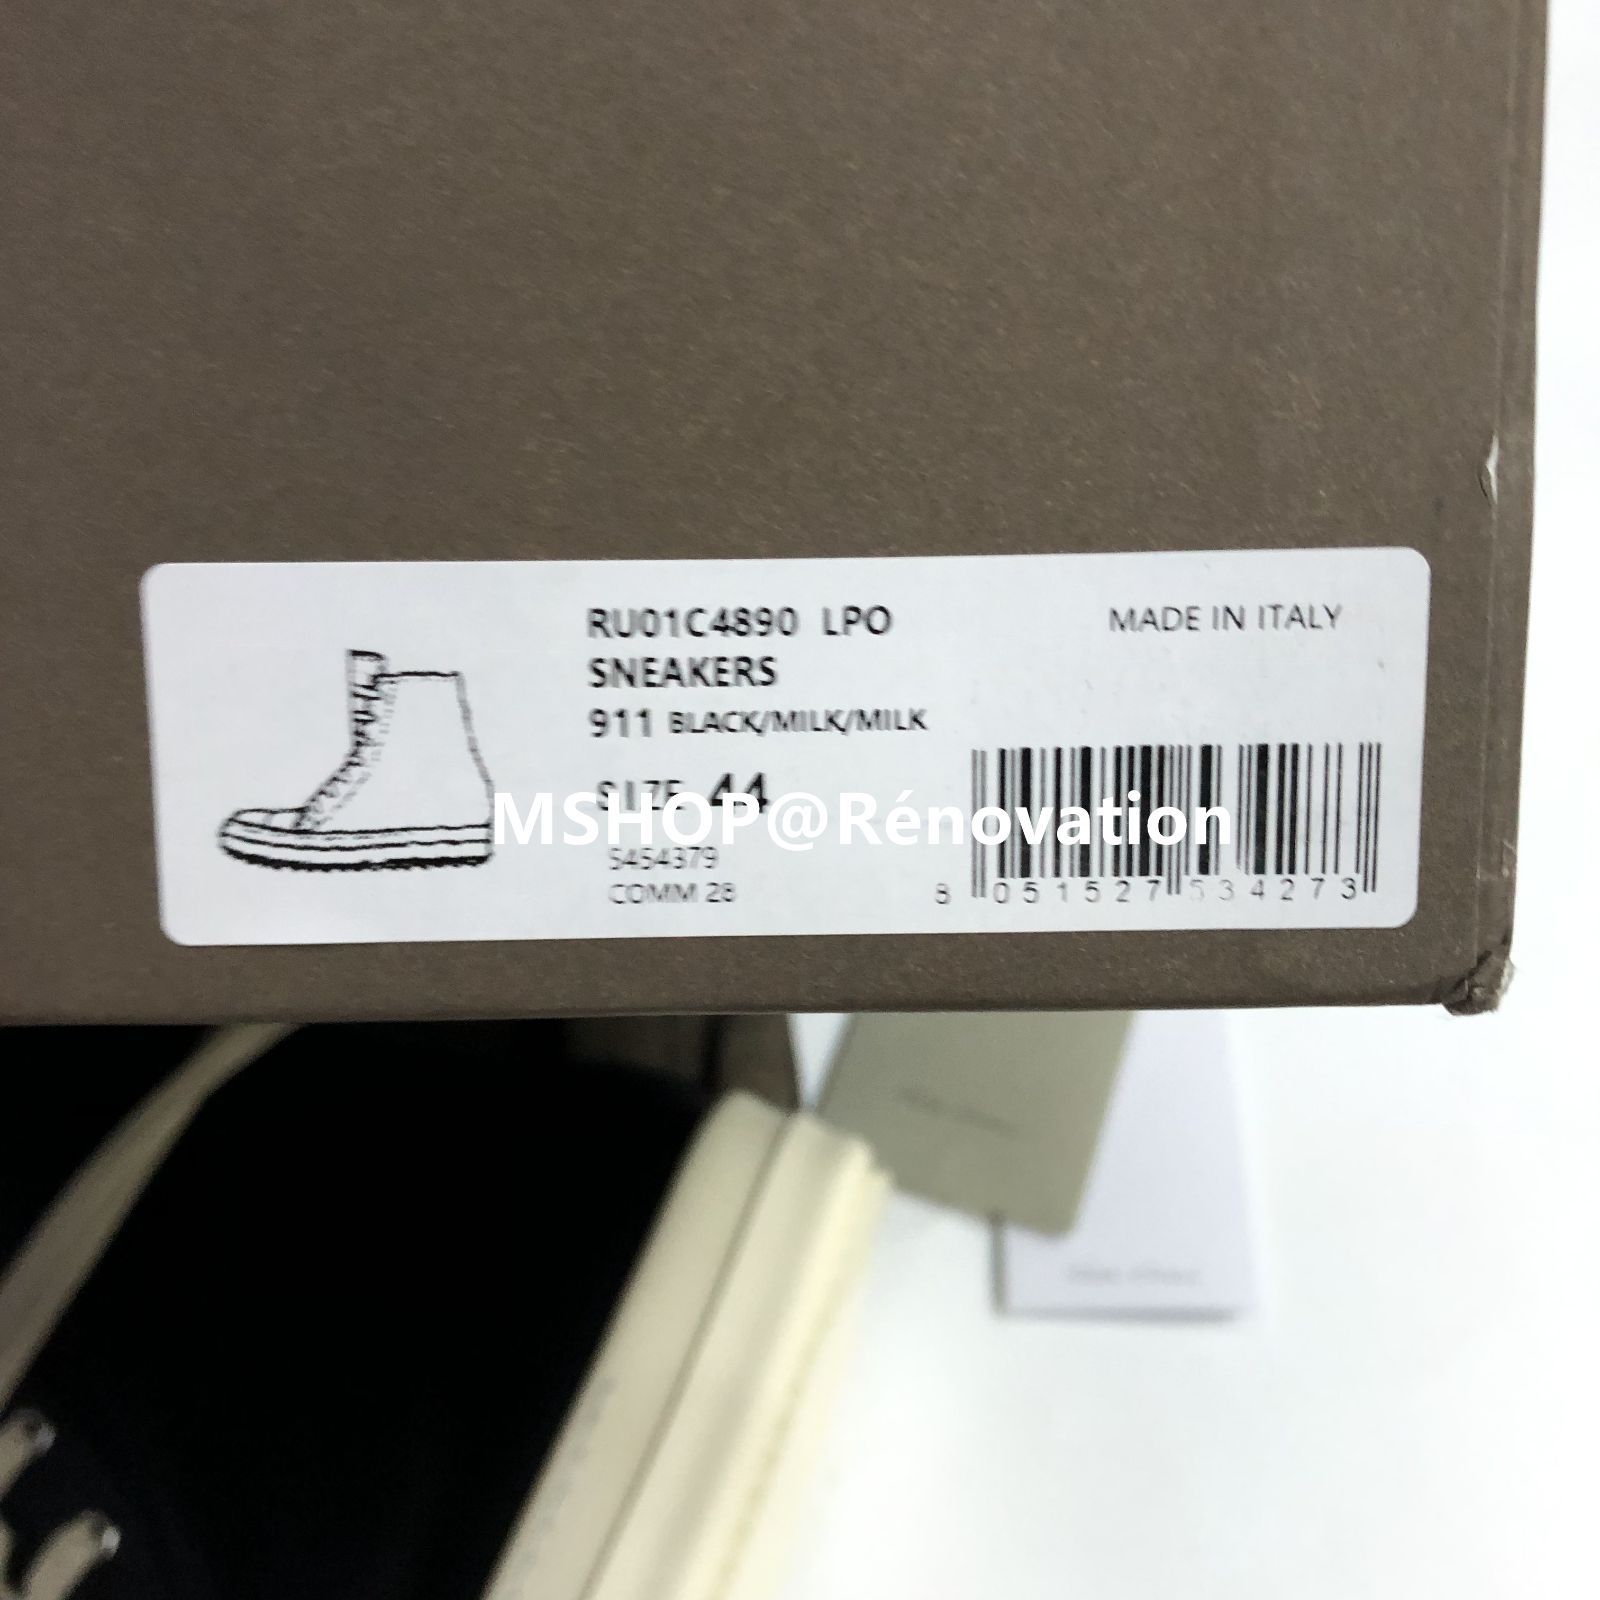 RU01C4890 LPO
MADE IN ITALY
SNEAKERS
911 BLACK/MILK/MILK
SIZE 44
MSHOP@Rénovation
5454379
COMM 28
8 051527 534273